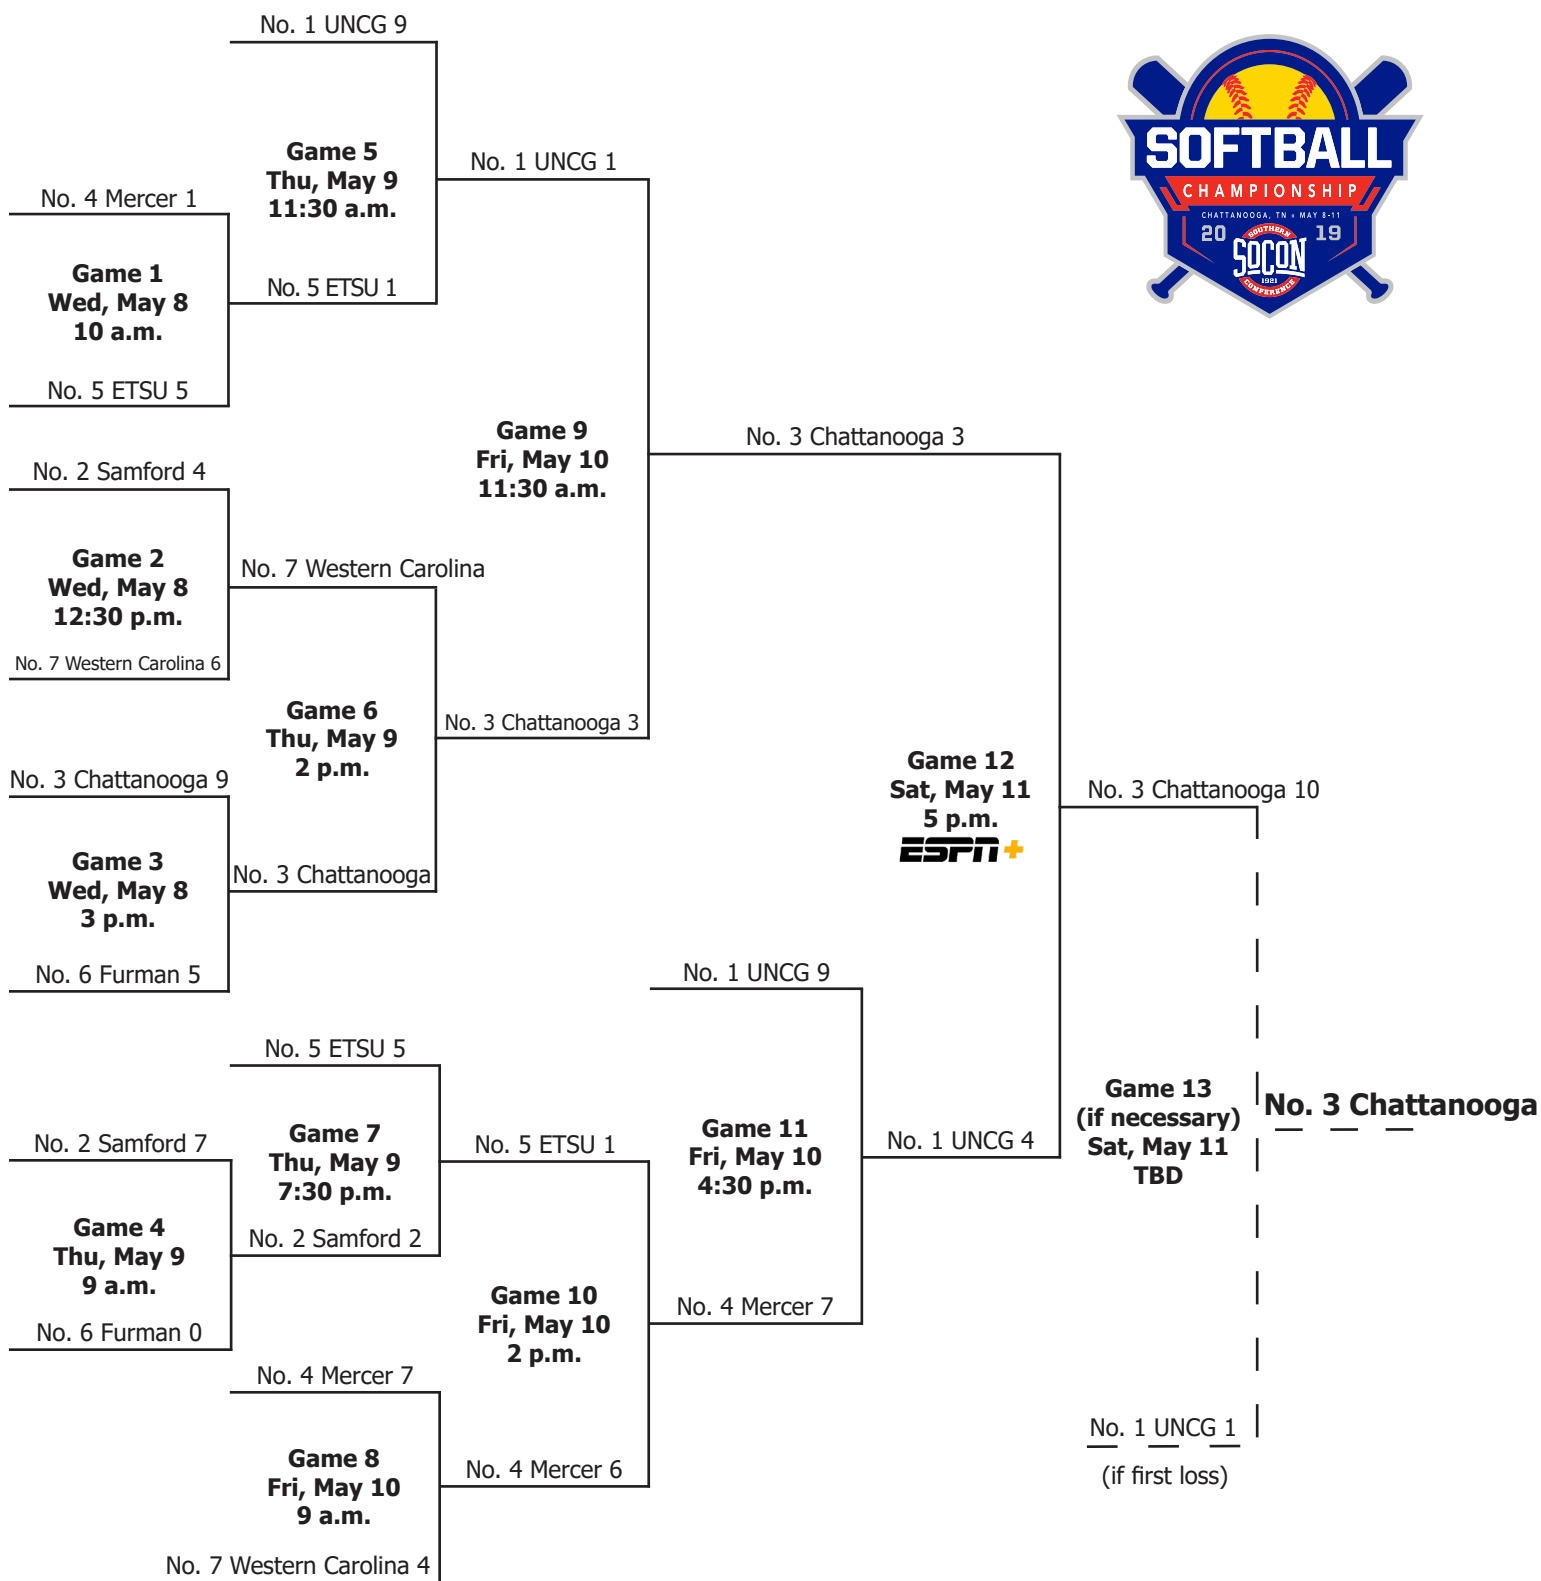 No. 1 UNCG 9
Game 5
Thu, May 9
11:30 a.m.
No. 1 UNCG 1
No. 4 Mercer 1
Game 1
Wed, May 8
10 a.m.
No. 5 ETSU 1
No. 5 ETSU 5
No. 2 Samford 4
Game 2
Wed, May 8
12:30 p.m.
No. 7 Western Carolina 6
No. 7 Western Carolina
Game 9
Fri, May 10
11:30 a.m.
No. 3 Chattanooga 3
Game 6
Thu, May 9
2 p.m.
No. 3 Chattanooga 3
No. 3 Chattanooga 9
Game 3
Wed, May 8
3 p.m.
No. 3 Chattanooga
No. 6 Furman 5
Game 12
Sat, May 11
5 p.m.
ESPN+
No. 3 Chattanooga 10
No. 1 UNCG 9
No. 5 ETSU 5
Game 7
Thu, May 9
7:30 p.m.
No. 5 ETSU 1
No. 2 Samford 7
Game 4
Thu, May 9
9 a.m.
No. 2 Samford 2
No. 6 Furman 0
Game 11
Fri, May 10
4:30 p.m.
No. 1 UNCG 4
Game 13
(if necessary)
Sat, May 11
TBD
No. 3 Chattanooga
Game 10
Fri, May 10
2 p.m.
No. 4 Mercer 7
No. 4 Mercer 7
Game 8
Fri, May 10
9 a.m.
No. 4 Mercer 6
No. 7 Western Carolina 4
No. 1 UNCG 1
(if first loss)
SOFTBALL
CHAMPIONSHIP
CHATTANOOGA, TN • MAY 8-11
20 19
SOUTHERN
SOCON
1921
CONFERENCE